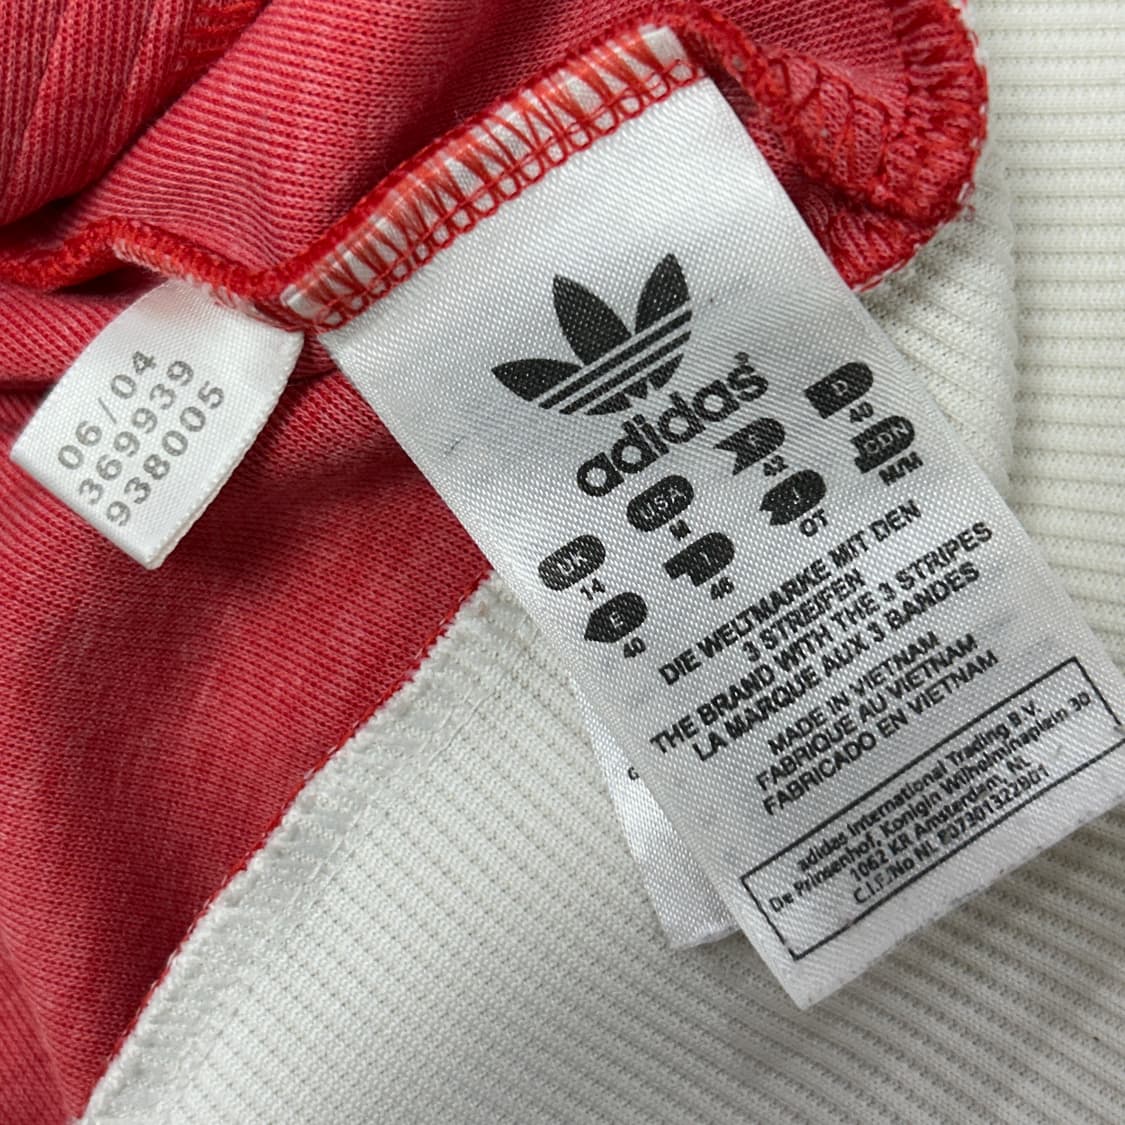 06/04
369939
938005
adidas®
D
40
F
42
USA
M
UK
14
CDN
M/M
J
OT
I
46
E
40
DIE WELTMARKE MIT DEN
3 STREIFEN
THE BRAND WITH THE 3 STRIPES
LA MARQUE AUX 3 BANDES
MADE IN VIETNAM
FABRIQUE AU VIETNAM
FABRICADO EN VIETNAM
adidas International Trading B.V.
De Prinsenhof, Konigin Wilhelminaplein 30
1062 KR Amsterdam, NL
C.I.F.No NL 807301322B01